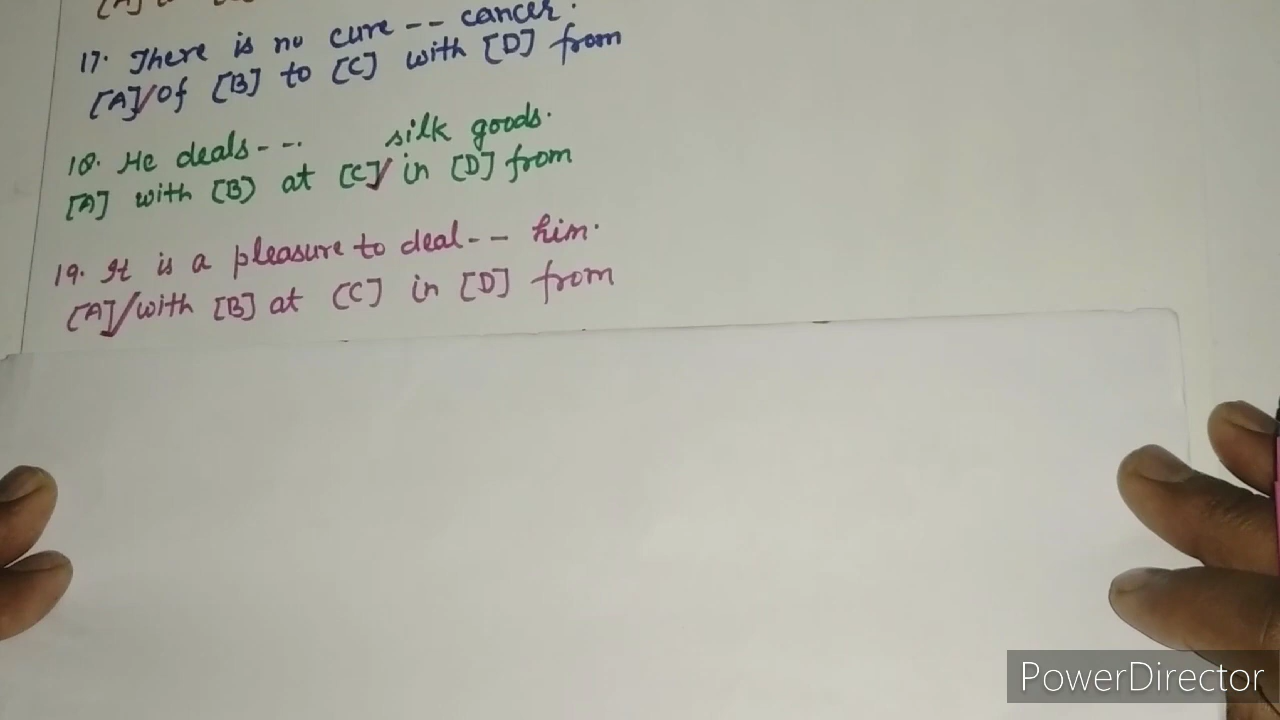 17. There is no cure -- cancer.
[A]/of [B] to [C] with [D] from
18. He deals--. silk goods.
[A] with [B) at [C]/ in [D] from
19. It is a pleasure to deal-- him.
[A]/with [B] at [C] in [D] from
PowerDirector